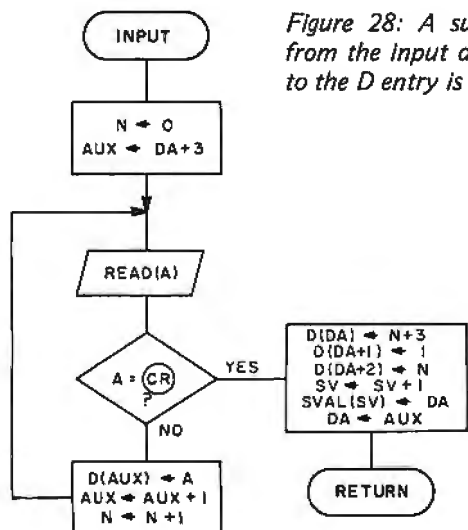 INPUT
Figure 28: A su
from the input a
to the D entry is
N ← 0
AUX ← DA+3
READ(A)
A = CR
?
YES
NO
D(DA) ← N+3
D(DA+1) ← 1
D(DA+2) ← N
SV ← SV+1
SVAL(SV) ← DA
DA ← AUX
D(AUX) ← A
AUX ← AUX+1
N ← N+1
RETURN